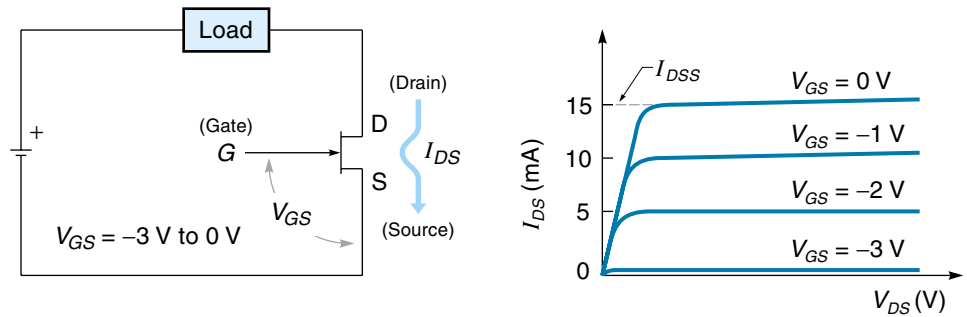 Load
+
(Drain)
(Gate)
G
D
S
I_DS
V_GS
(Source)
V_GS = −3 V to 0 V
I_DSS
V_GS = 0 V
15
V_GS = −1 V
10
V_GS = −2 V
5
V_GS = −3 V
0
I_DS (mA)
V_DS (V)